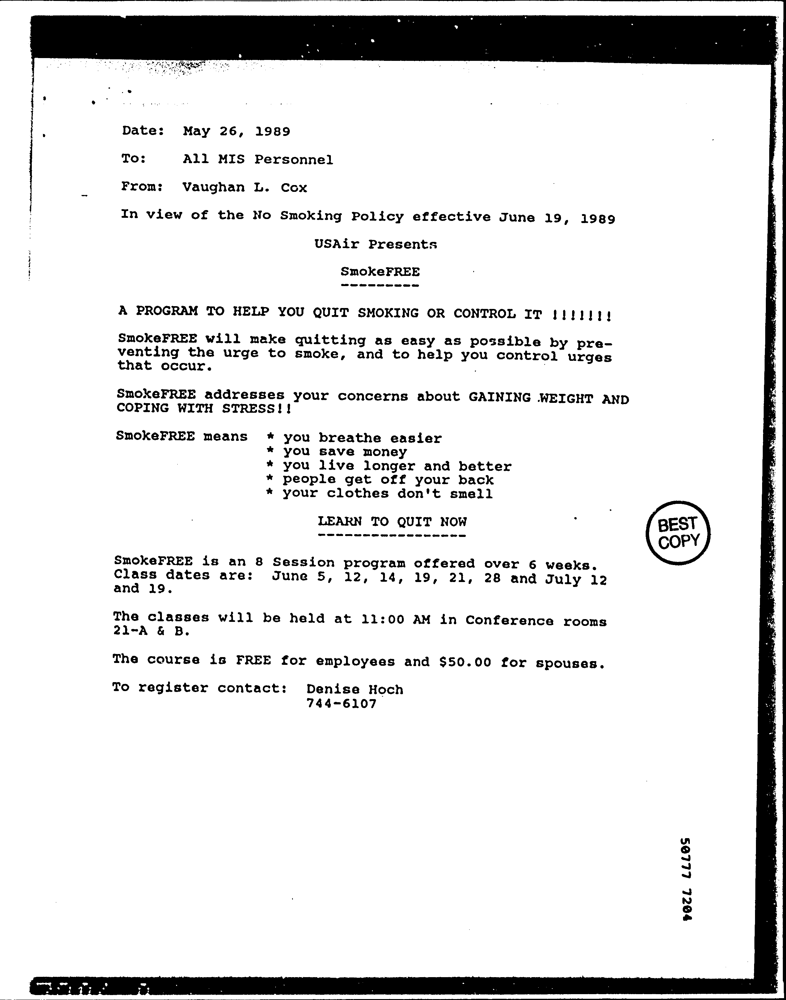 Date: May 26, 1989
To: All MIS Personnel
From: Vaughan L. Cox
In view of the No Smoking Policy effective June 19, 1989
USAir Presents
SmokeFREE
---------
A PROGRAM TO HELP YOU QUIT SMOKING OR CONTROL IT !!!!!!!
SmokeFREE will make quitting as easy as possible by pre-
venting the urge to smoke, and to help you control urges
that occur.
SmokeFREE addresses your concerns about GAINING WEIGHT AND
COPING WITH STRESS!!
SmokeFREE means * you breathe easier
* you save money
* you live longer and better
* people get off your back
* your clothes don't smell
LEARN TO QUIT NOW
-----------------
BEST
COPY
SmokeFREE is an 8 Session program offered over 6 weeks.
Class dates are: June 5, 12, 14, 19, 21, 28 and July 12
and 19.
The classes will be held at 11:00 AM in Conference rooms
21-A & B.
The course is FREE for employees and $50.00 for spouses.
To register contact: Denise Hoch
744-6107
50777 7204